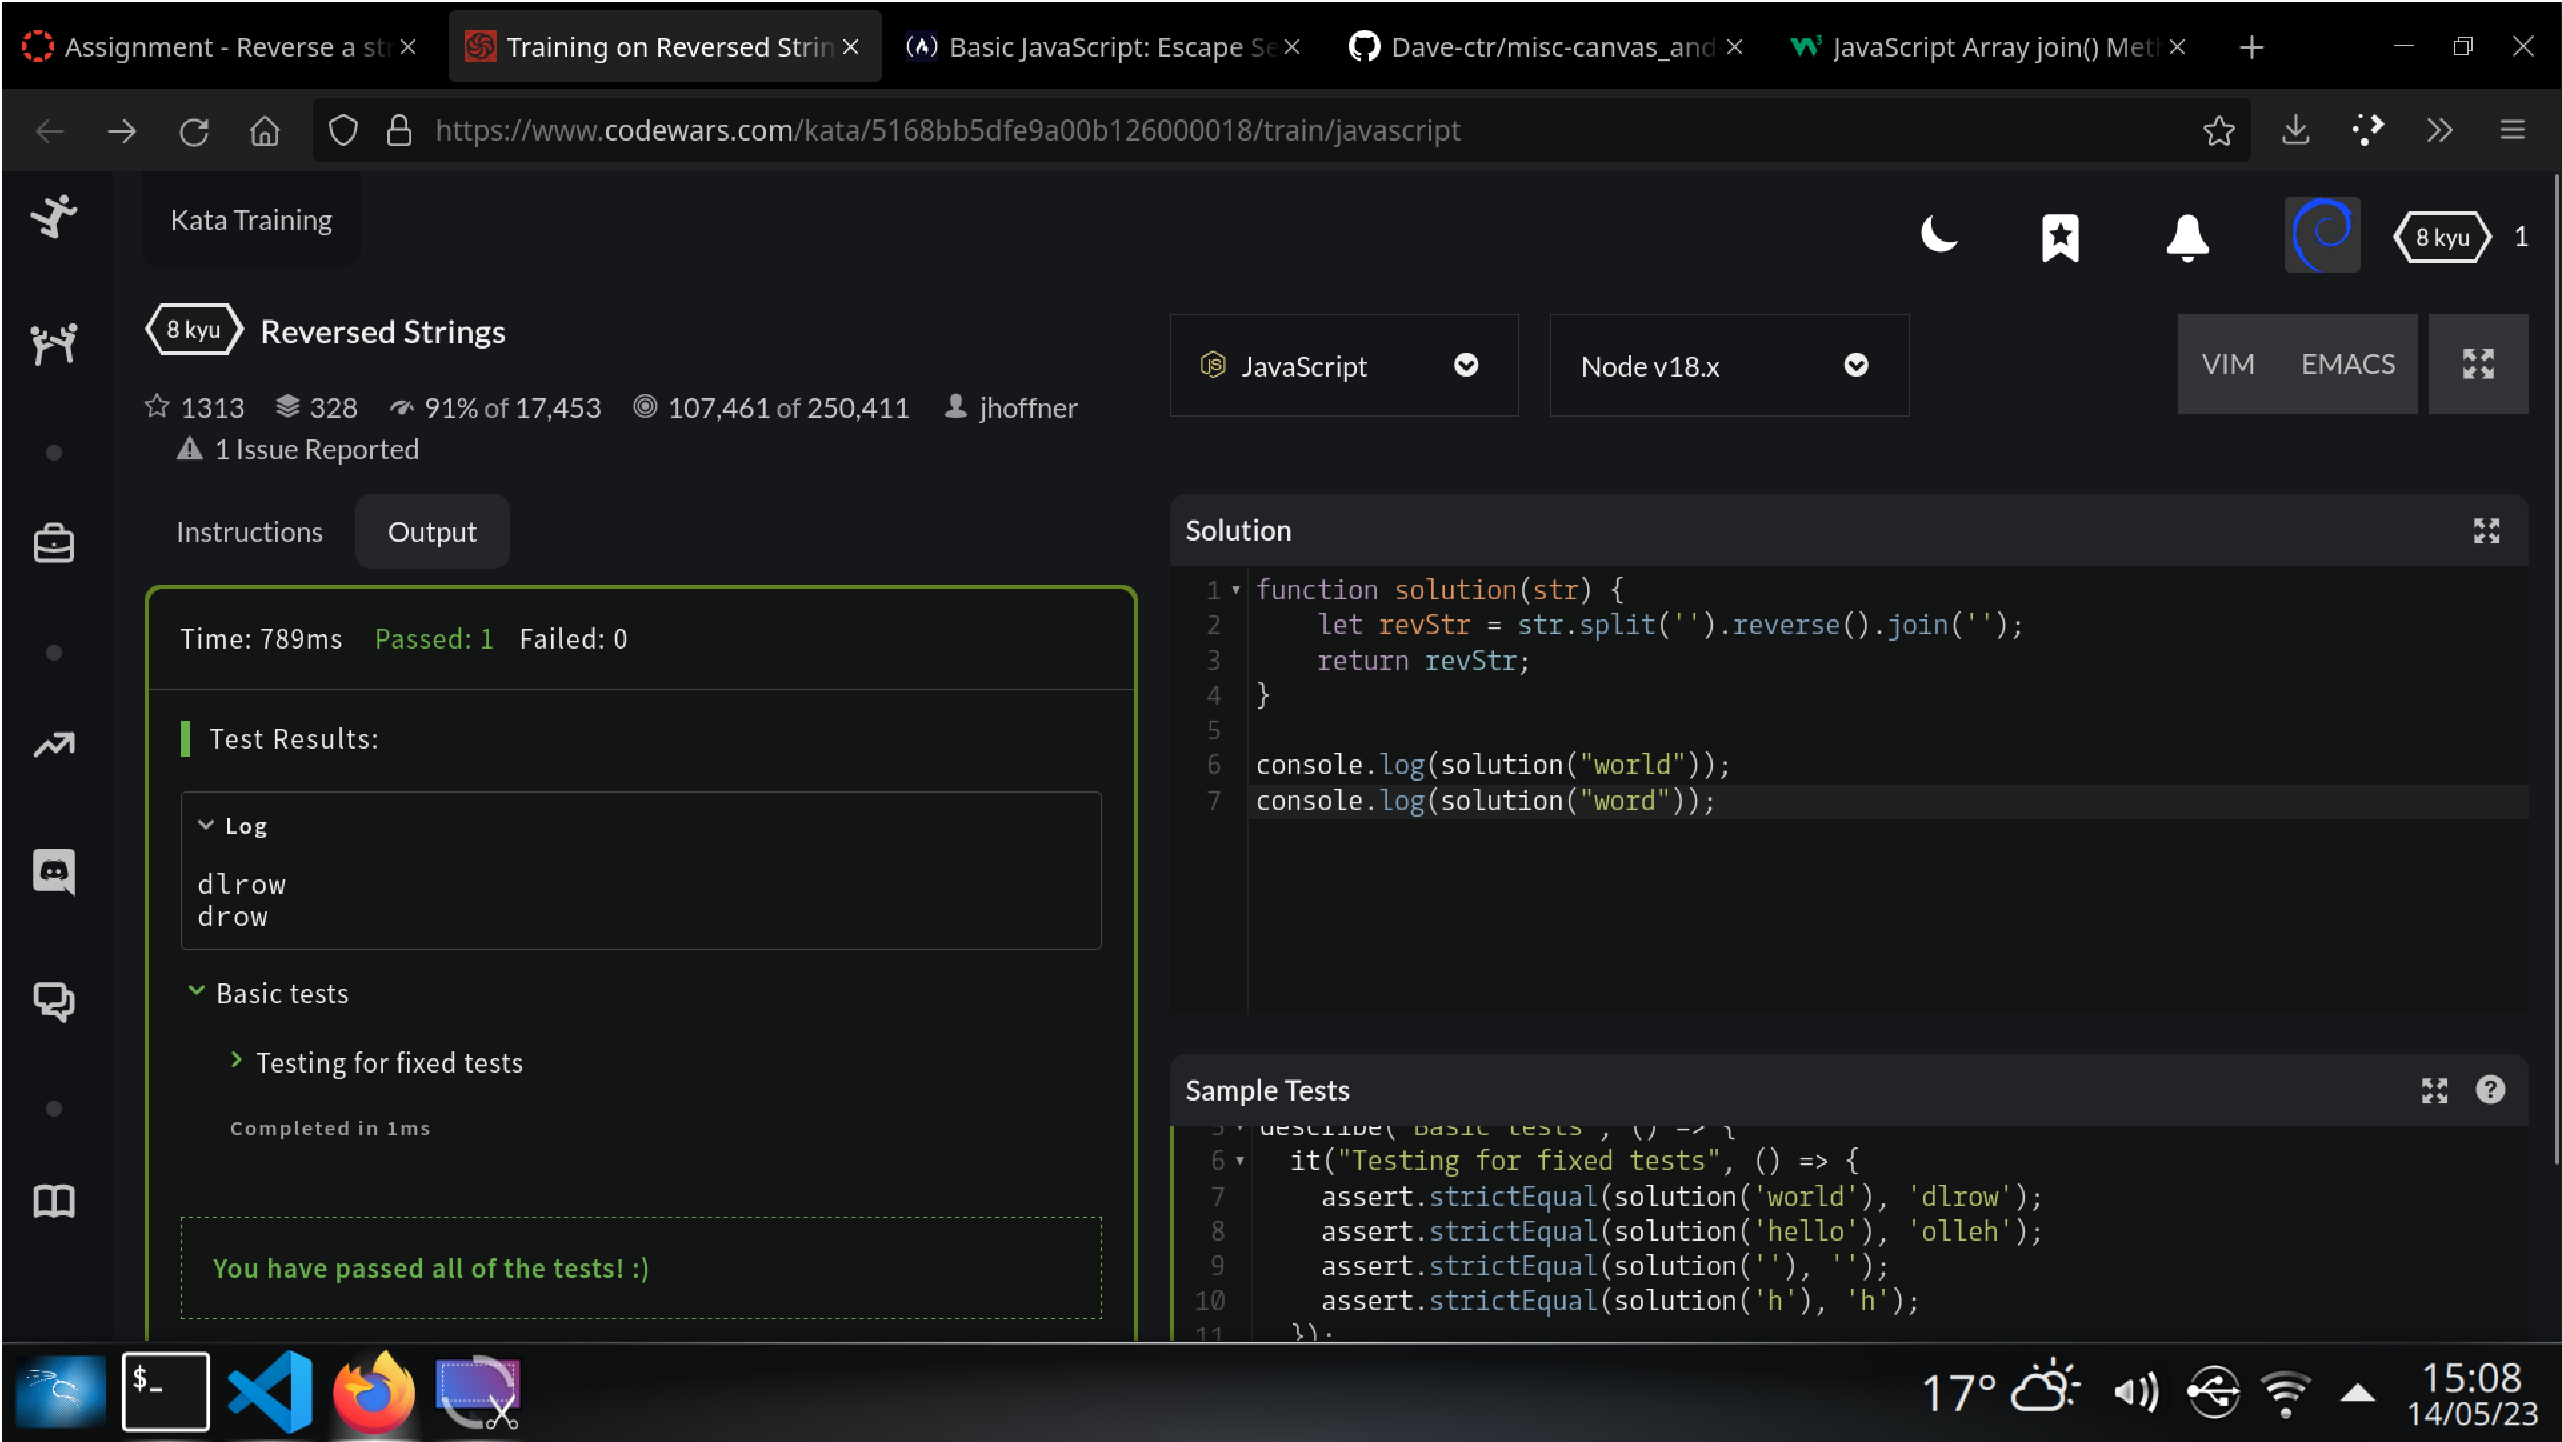 Assignment - Reverse a str
Training on Reversed Strin
Basic JavaScript: Escape Se
Dave-ctr/misc-canvas_and
JavaScript Array join() Met
https://www.codewars.com/kata/5168bb5dfe9a00b126000018/train/javascript
Kata Training
8 kyu 1
8 kyu Reversed Strings
1313 328 91% of 17,453 107,461 of 250,411 jhoffner
1 Issue Reported
JavaScript
Node v18.x
VIM EMACS
Instructions Output
Time: 789ms Passed: 1 Failed: 0
Test Results:
Log
dlrow
drow
Basic tests
Testing for fixed tests
Completed in 1ms
You have passed all of the tests! :)
Solution
1 function solution(str) {
2 let revStr = str.split('').reverse().join('');
3 return revStr;
4 }
5
6 console.log(solution("world"));
7 console.log(solution("word"));
Sample Tests
5 describe("Basic tests", () => {
6 it("Testing for fixed tests", () => {
7 assert.strictEqual(solution('world'), 'dlrow');
8 assert.strictEqual(solution('hello'), 'olleh');
9 assert.strictEqual(solution(''), '');
10 assert.strictEqual(solution('h'), 'h');
11 });
$_
17°
15:08
14/05/23